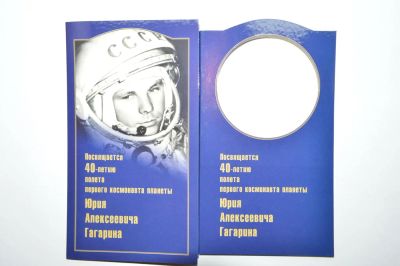 СССР
Посвящается
40-летию
полета
первого космонавта планеты
Юрия
Алексеевича
Гагарина
Посвящается
40-летию
полета
первого космонавта планеты
Юрия
Алексеевича
Гагарина